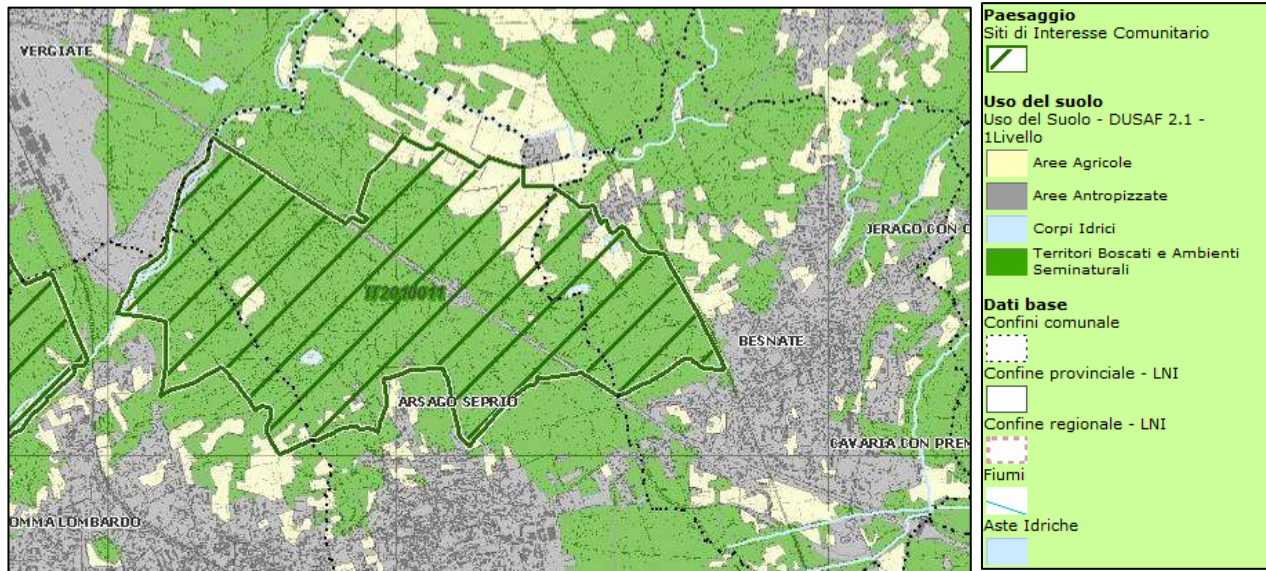 VERGIATE
JERAGO CON O
IT2010011
BESNATE
ARSAGO SEPRIO
CAVARIA CON PREM
OMMA LOMBARDO
Paesaggio
Siti di Interesse Comunitario
Uso del suolo
Uso del Suolo - DUSAF 2.1 -
1Livello
Aree Agricole
Aree Antropizzate
Corpi Idrici
Territori Boscati e Ambienti
Seminaturali
Dati base
Confini comunale
Confine provinciale - LNI
Confine regionale - LNI
Fiumi
Aste Idriche